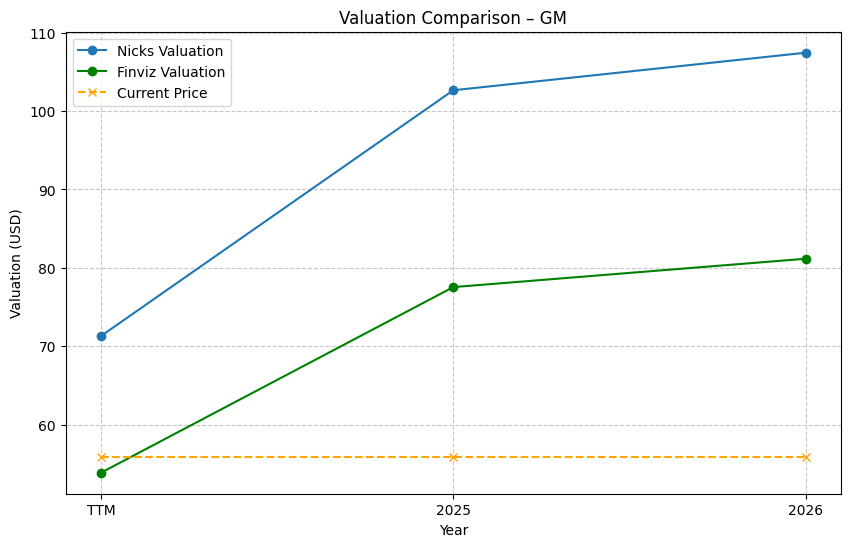 Valuation Comparison – GM
Nicks Valuation
Finviz Valuation
Current Price
Valuation (USD)
110
100
90
80
70
60
TTM
2025
2026
Year